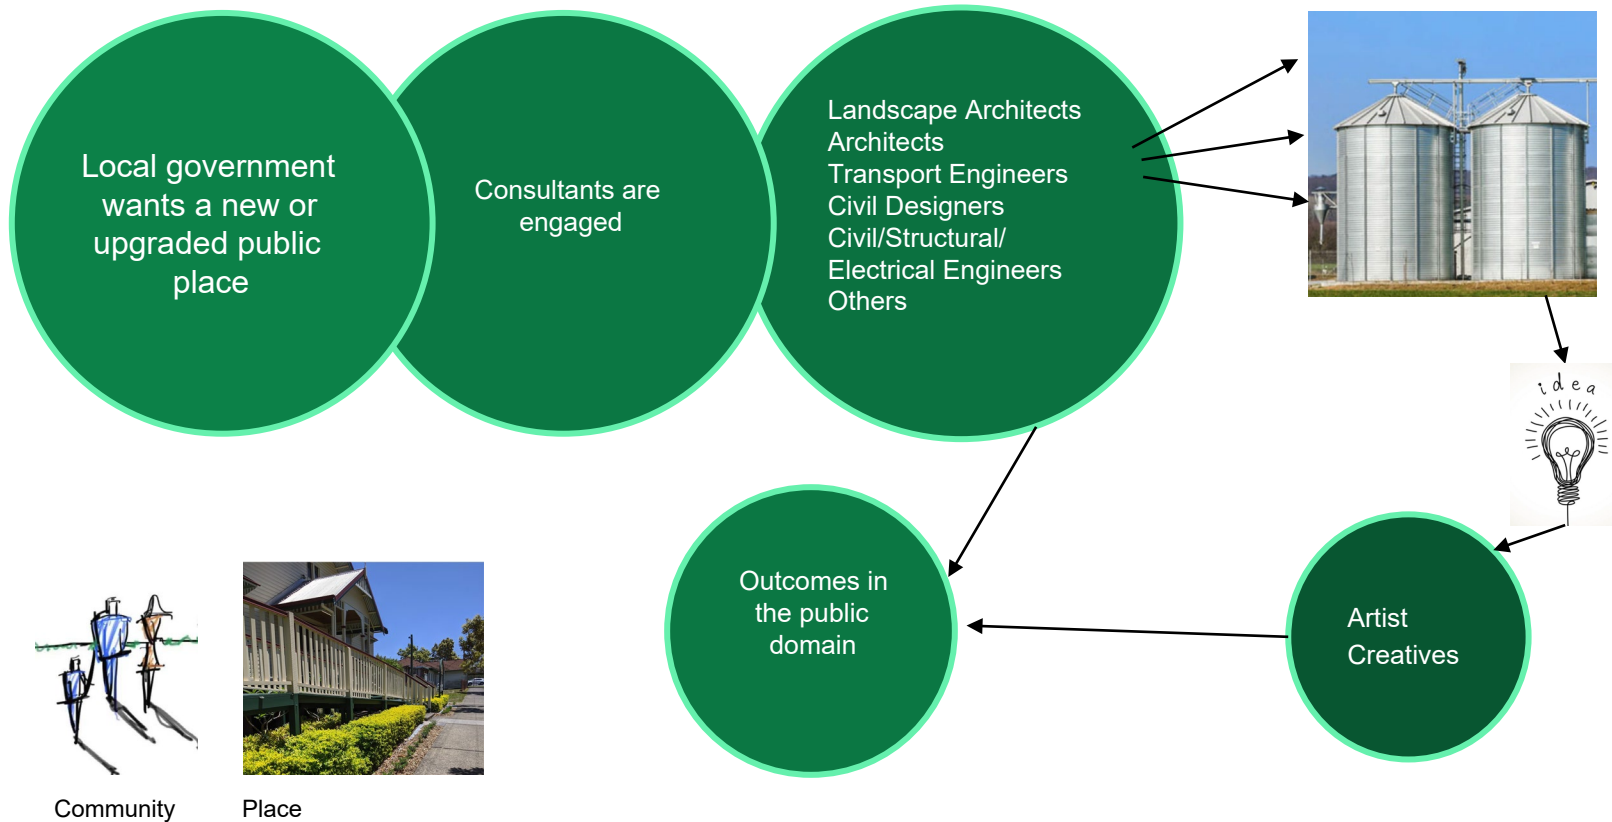 Local government
wants a new or
upgraded public
place
Consultants are
engaged
Landscape Architects
Architects
Transport Engineers
Civil Designers
Civil/Structural/
Electrical Engineers
Others
idea
Outcomes in
the public
domain
Artist
Creatives
Community
Place